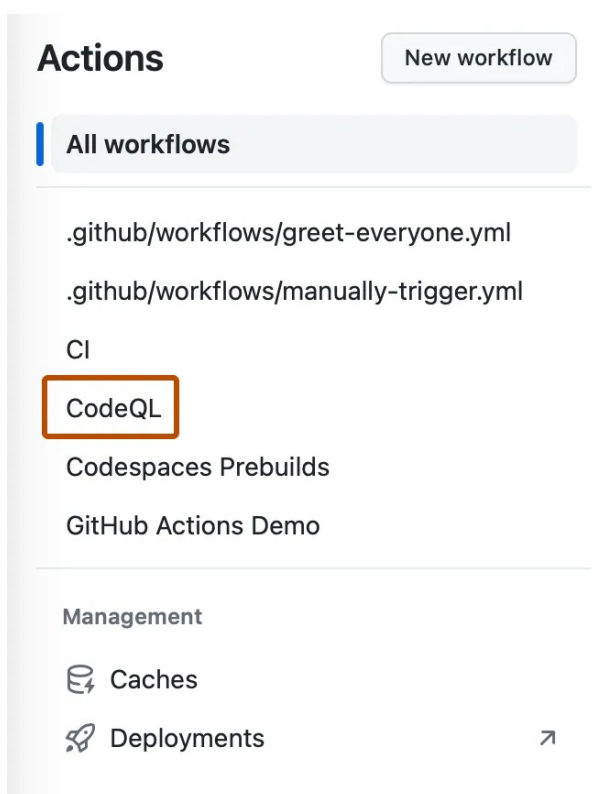 Actions
New workflow
All workflows
.github/workflows/greet-everyone.yml
.github/workflows/manually-trigger.yml
CI
CodeQL
Codespaces Prebuilds
GitHub Actions Demo
Management
Caches
Deployments